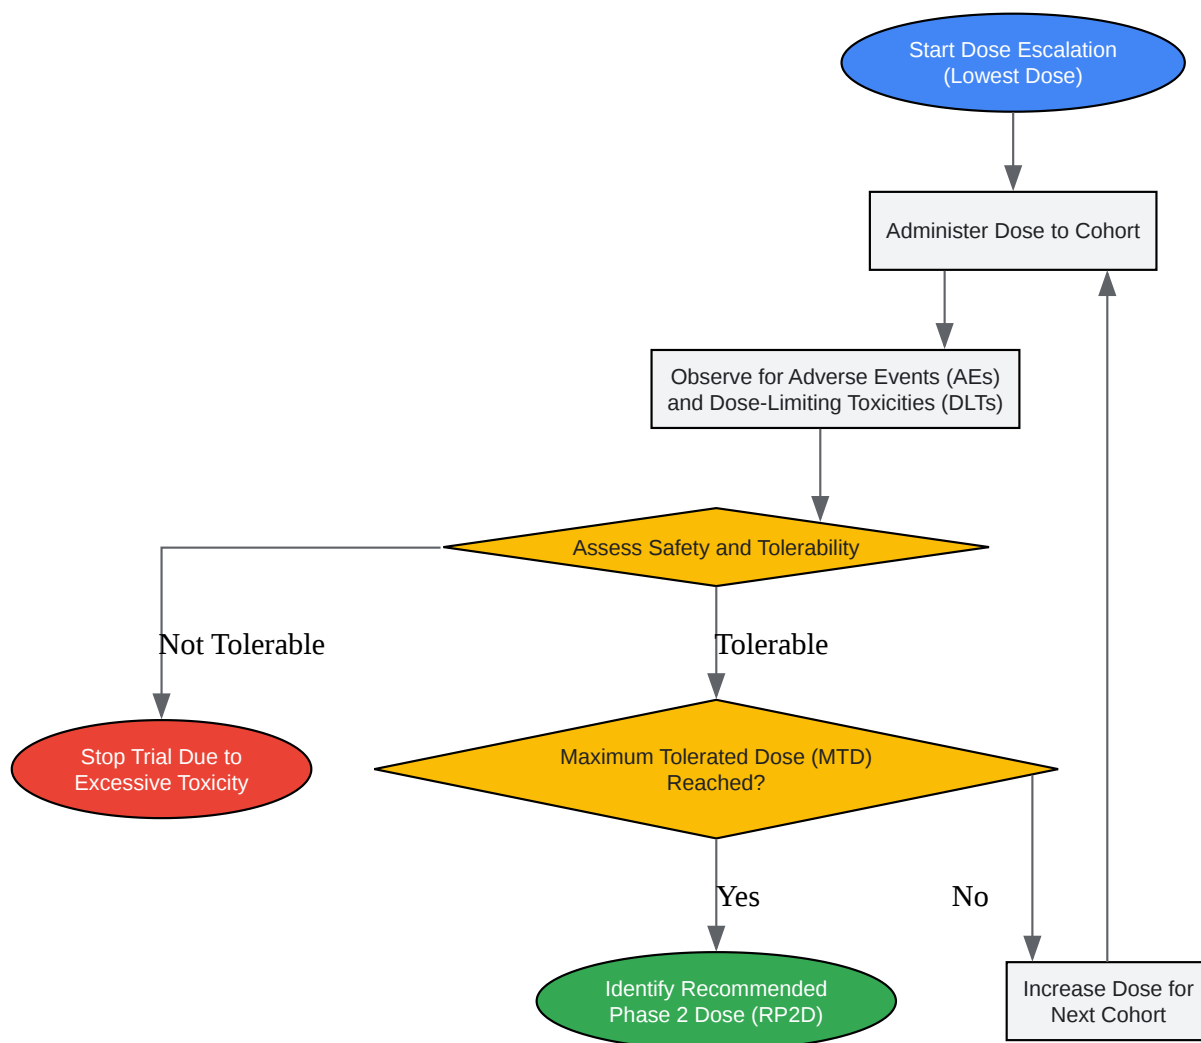 Start Dose Escalation
(Lowest Dose)
Administer Dose to Cohort
Observe for Adverse Events (AEs)
and Dose-Limiting Toxicities (DLTs)
Assess Safety and Tolerability
Not Tolerable
Tolerable
Stop Trial Due to
Excessive Toxicity
Maximum Tolerated Dose (MTD)
Reached?
Yes
No
Identify Recommended
Phase 2 Dose (RP2D)
Increase Dose for
Next Cohort